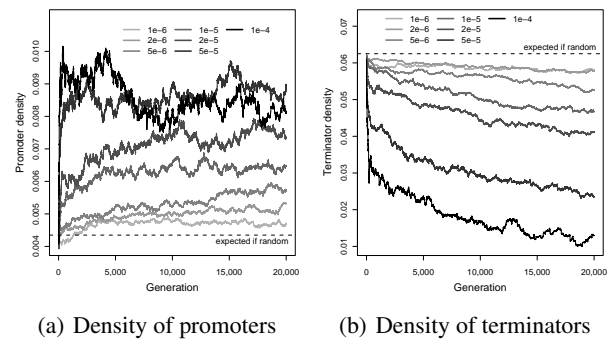 1e−6 1e−5 1e−4
2e−6 2e−5
5e−6 5e−5
Promoter density
0.010
0.009
0.008
0.007
0.006
0.005
0.004
expected if random
0 5,000 10,000 15,000 20,000
Generation
(a) Density of promoters
1e−6 1e−5 1e−4
2e−6 2e−5
5e−6 5e−5
expected if random
Terminator density
0.07
0.06
0.05
0.04
0.03
0.02
0.01
0 5,000 10,000 15,000 20,000
Generation
(b) Density of terminators